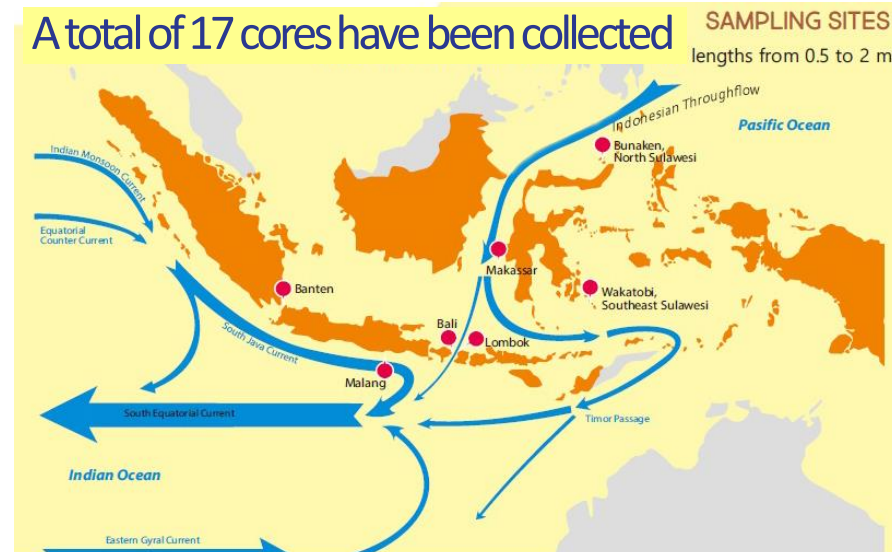 A total of 17 cores have been collected
SAMPLING SITES
lengths from 0.5 to 2 m
Indonesian Throughflow
Pasific Ocean
Bunaken,
North Sulawesi
Indian Monsoon Current
Equatorial
Counter Current
Makassar
Banten
Wakatobi,
Southeast Sulawesi
Bali
Lombok
South Java Current
Malang
South Equatorial Current
Timor Passage
Indian Ocean
Eastern Gyral Current